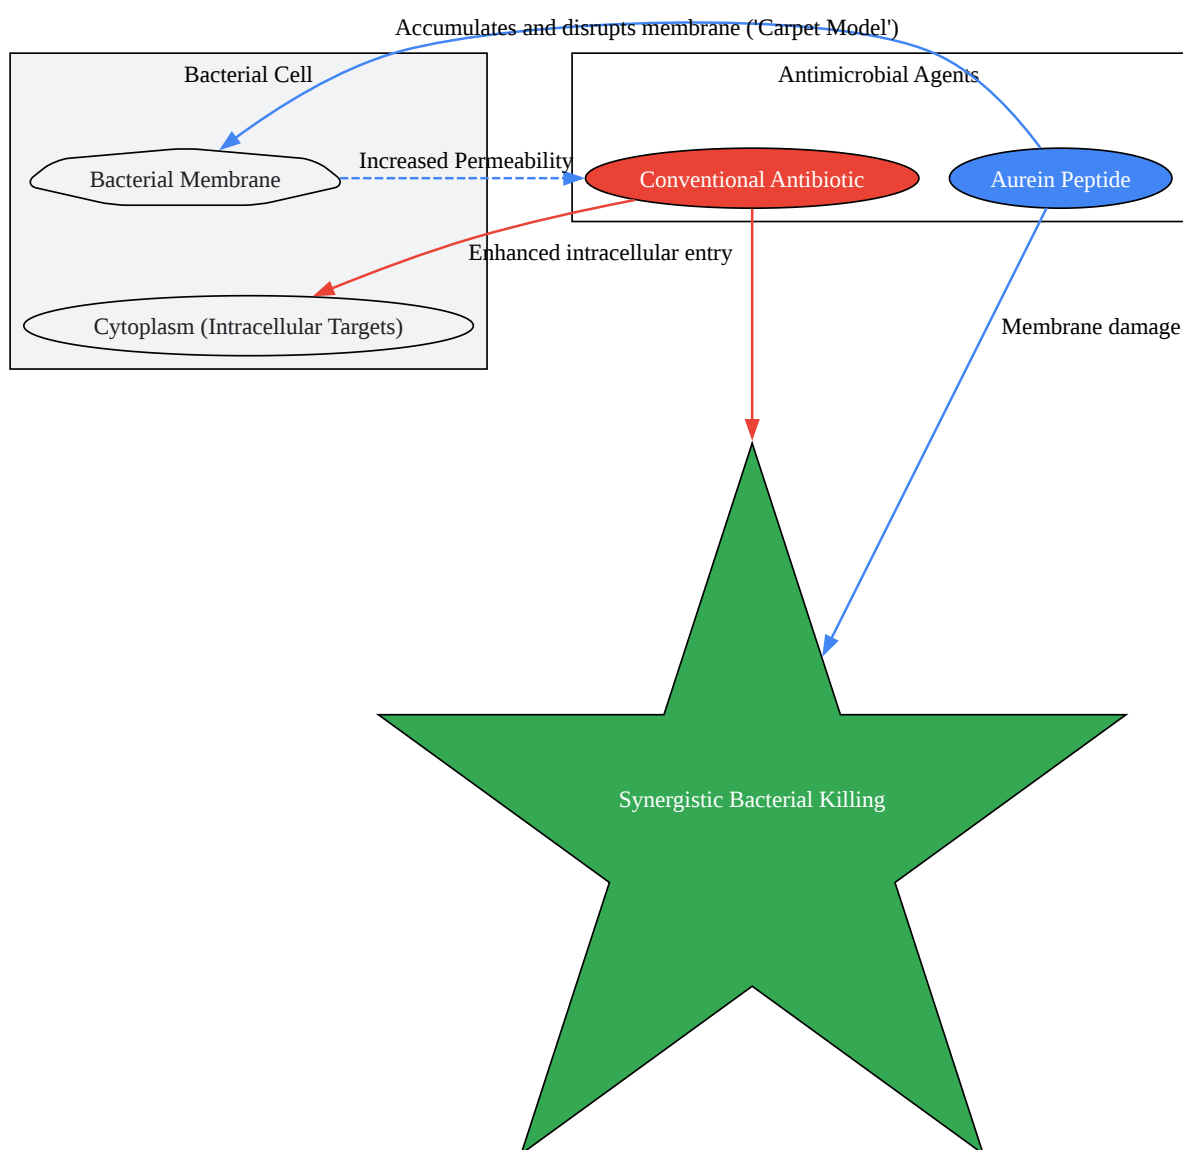 Accumulates and disrupts membrane ('Carpet Model')
Bacterial Cell
Antimicrobial Agents
Bacterial Membrane
Increased Permeability
Conventional Antibiotic
Aurein Peptide
Enhanced intracellular entry
Cytoplasm (Intracellular Targets)
Membrane damage
Synergistic Bacterial Killing